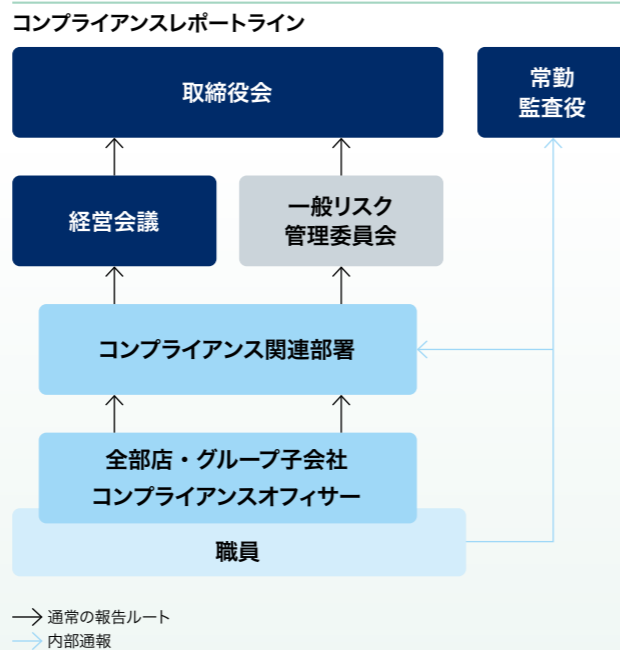 コンプライアンスレポートライン
取締役会
常勤
監査役
経営会議
一般リスク
管理委員会
コンプライアンス関連部署
全部店・グループ子会社
コンプライアンスオフィサー
職員
通常の報告ルート
内部通報